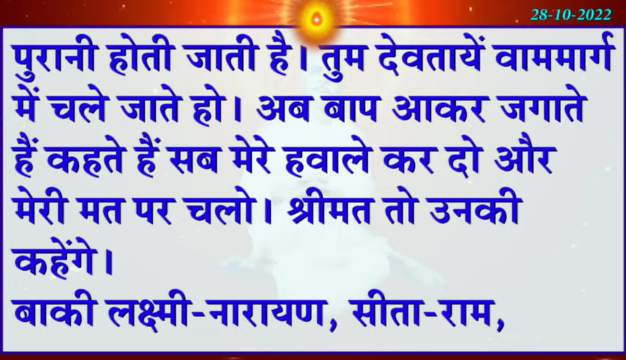 28-10-2022
पुरानी होती जाती है। तुम देवतायें वाममार्ग
में चले जाते हो। अब बाप आकर जगाते
हैं कहते हैं सब मेरे हवाले कर दो और
मेरी मत पर चलो। श्रीमत तो उनकी
कहेंगे।
बाकी लक्ष्मी-नारायण, सीता-राम,